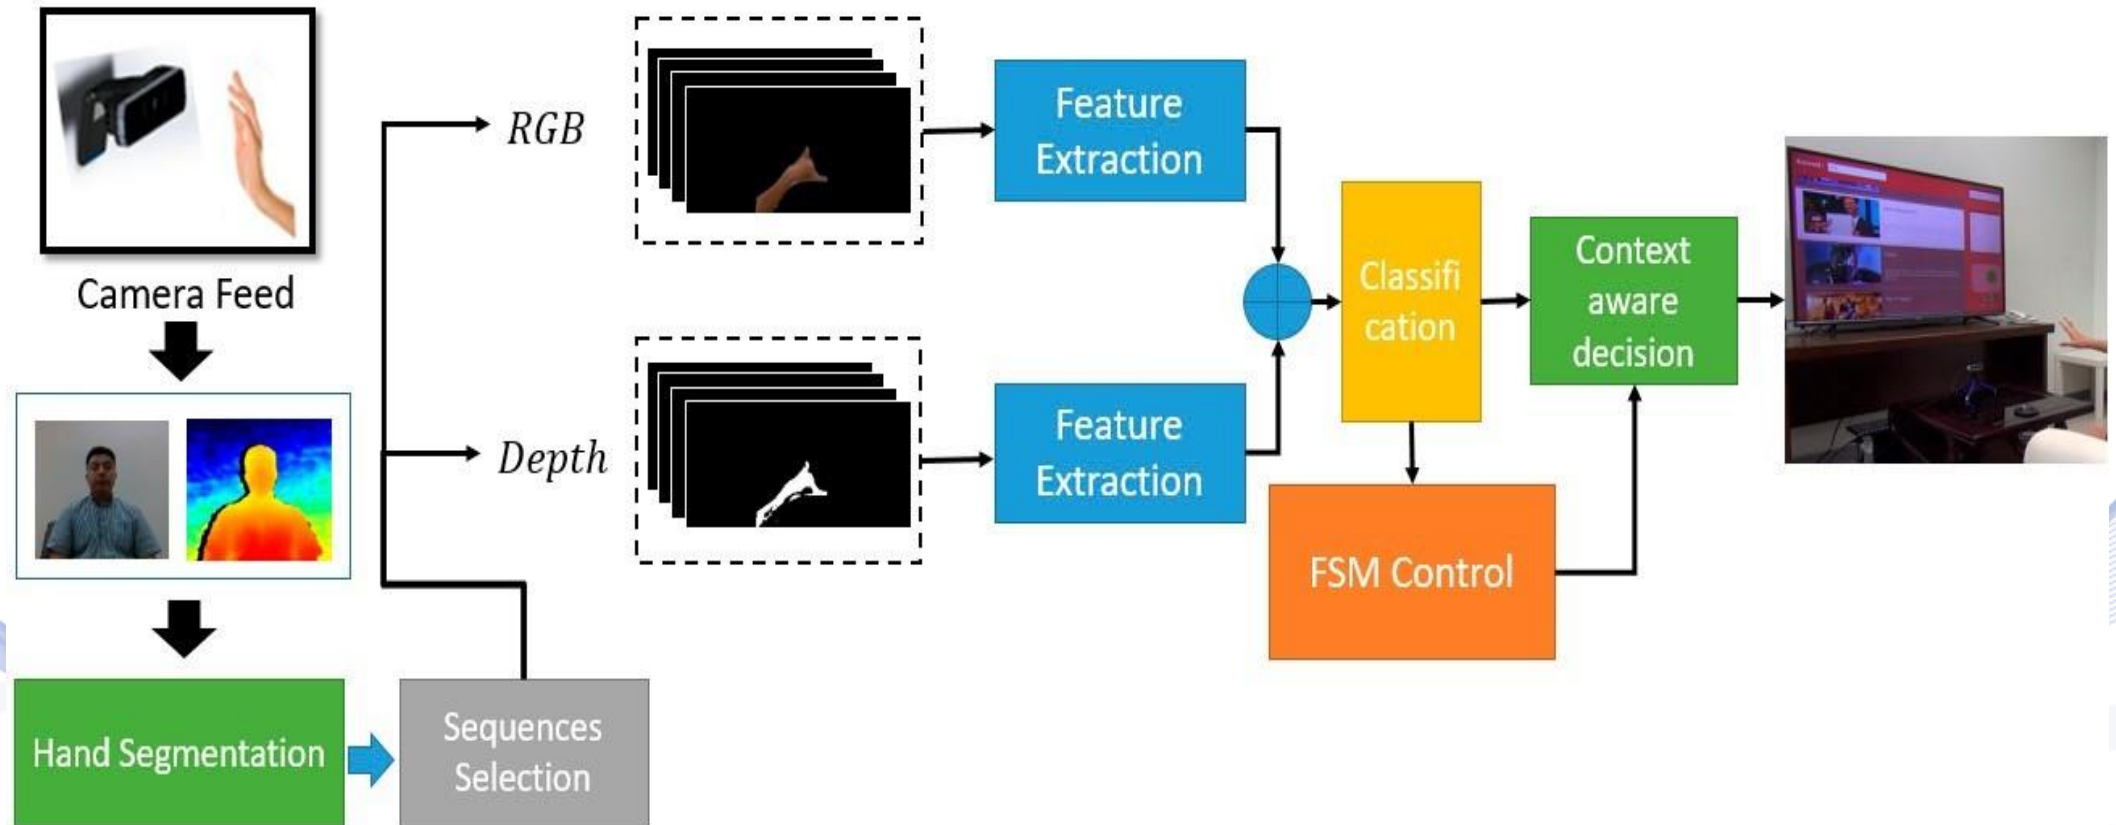 Camera Feed
Hand Segmentation
Sequences
Selection
RGB
Depth
Feature
Extraction
Feature
Extraction
Classifi
cation
FSM Control
Context
aware
decision